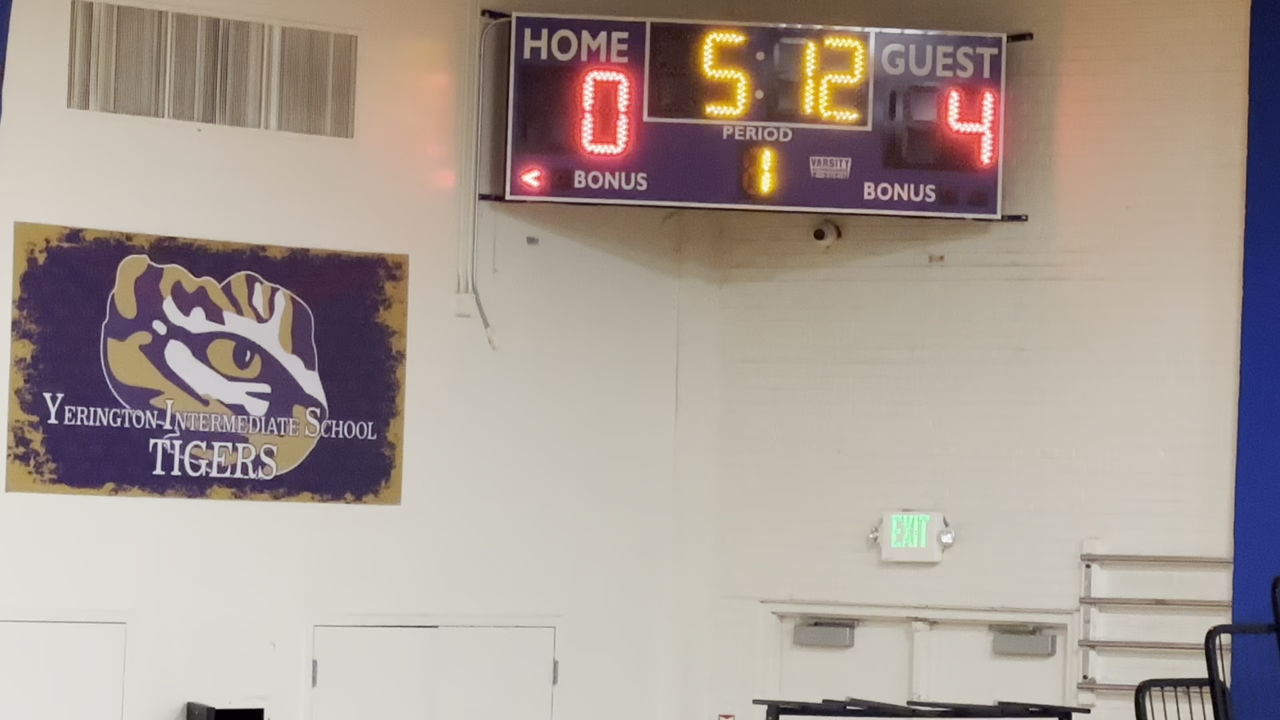 HOME
5:12
GUEST
0
4
PERIOD
1
VARSITY
< BONUS
BONUS
YERINGTON INTERMEDIATE SCHOOL
TIGERS
EXIT